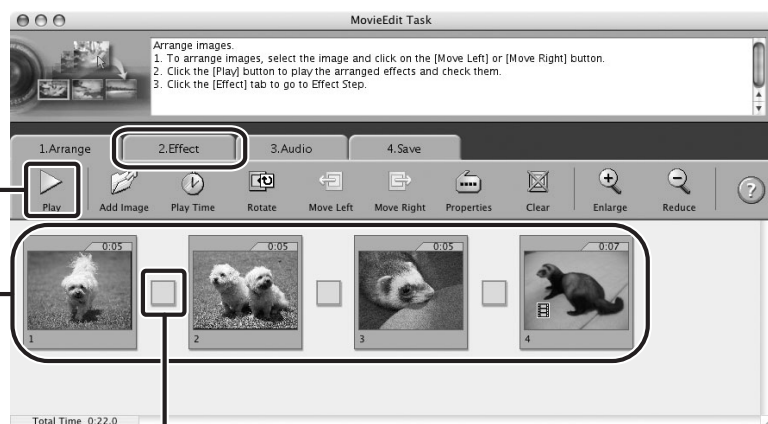 MovieEdit Task
Arrange images.
1. To arrange images, select the image and click on the [Move Left] or [Move Right] button.
2. Click the [Play] button to play the arranged effects and check them.
3. Click the [Effect] tab to go to Effect Step.
1.Arrange 2.Effect 3.Audio 4.Save
Play Add Image Play Time Rotate Move Left Move Right Properties Clear Enlarge Reduce ?
0:05 0:05 0:05 0:07
1 2 3 4
Total Time 0:22.0